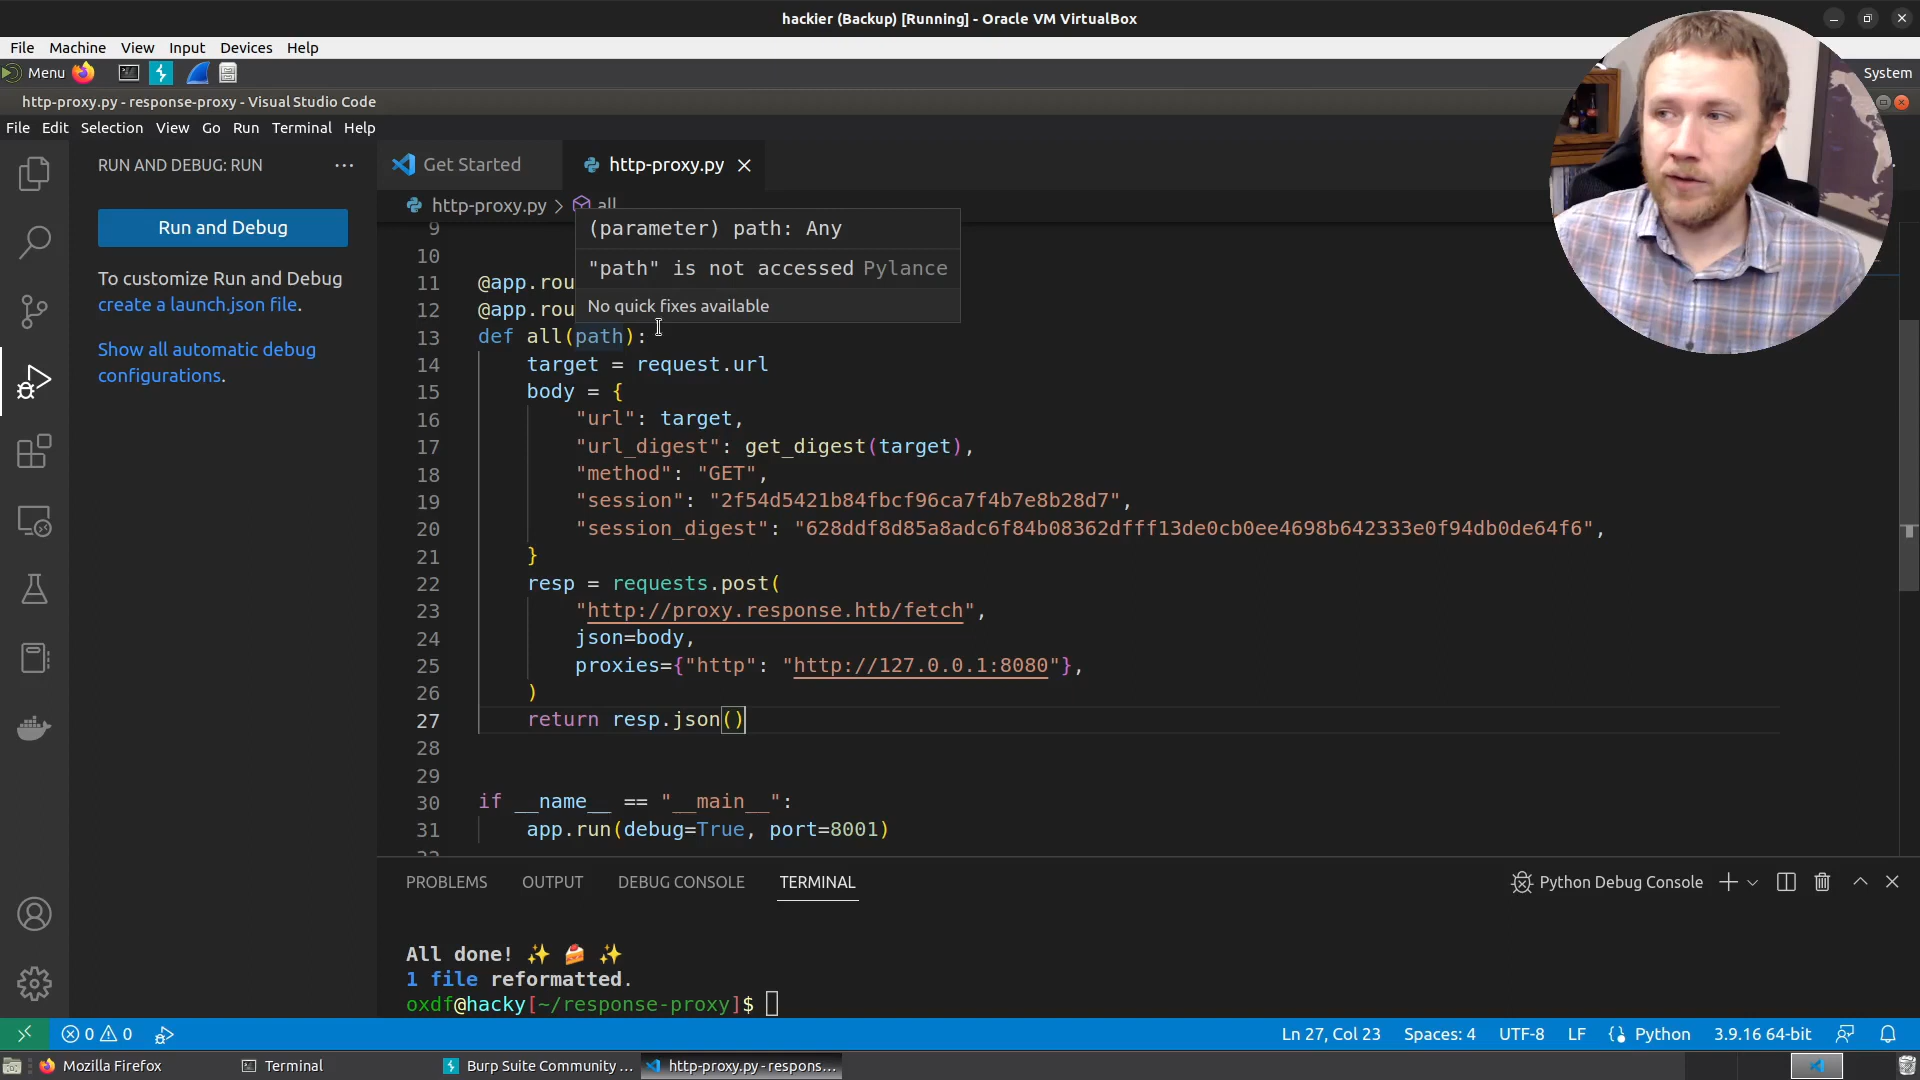 hackier (Backup) [Running] - Oracle VM VirtualBox
File Machine View Input Devices Help
Menu
System
http-proxy.py - response-proxy - Visual Studio Code
File Edit Selection View Go Run Terminal Help
RUN AND DEBUG: RUN
Run and Debug
To customize Run and Debug
create a launch.json file.
Show all automatic debug
configurations.
Get Started
http-proxy.py
http-proxy.py > all
(parameter) path: Any
"path" is not accessed Pylance
No quick fixes available
9
10
11 @app.rou
12 @app.rou
13 def all(path):
14 target = request.url
15 body = {
16 "url": target,
17 "url_digest": get_digest(target),
18 "method": "GET",
19 "session": "2f54d5421b84fbcf96ca7f4b7e8b28d7",
20 "session_digest": "628ddf8d85a8adc6f84b08362dfff13de0cb0ee4698b642333e0f94db0de64f6",
21 }
22 resp = requests.post(
23 "http://proxy.response.htb/fetch",
24 json=body,
25 proxies={"http": "http://127.0.0.1:8080"},
26 )
27 return resp.json()
28
29
30 if __name__ == "__main__":
31 app.run(debug=True, port=8001)
PROBLEMS OUTPUT DEBUG CONSOLE TERMINAL
Python Debug Console
All done! ✨ 🍰 ✨
1 file reformatted.
oxdf@hacky[~/response-proxy]$
0 0
Ln 27, Col 23 Spaces: 4 UTF-8 LF Python 3.9.16 64-bit
Mozilla Firefox
Terminal
Burp Suite Community ...
http-proxy.py - respons...